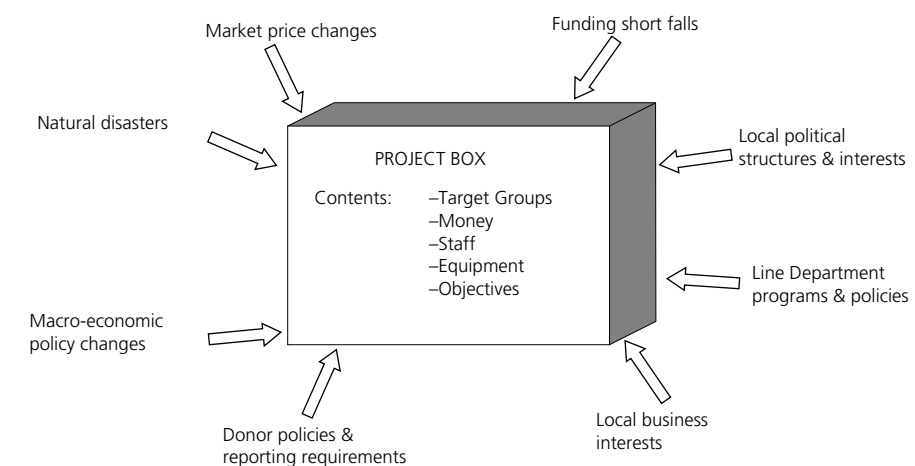 Market price changes
Funding short falls
Natural disasters
Local political
structures & interests
PROJECT BOX
Contents: –Target Groups
–Money
–Staff
–Equipment
–Objectives
Line Department
programs & policies
Macro-economic
policy changes
Donor policies &
reporting requirements
Local business
interests